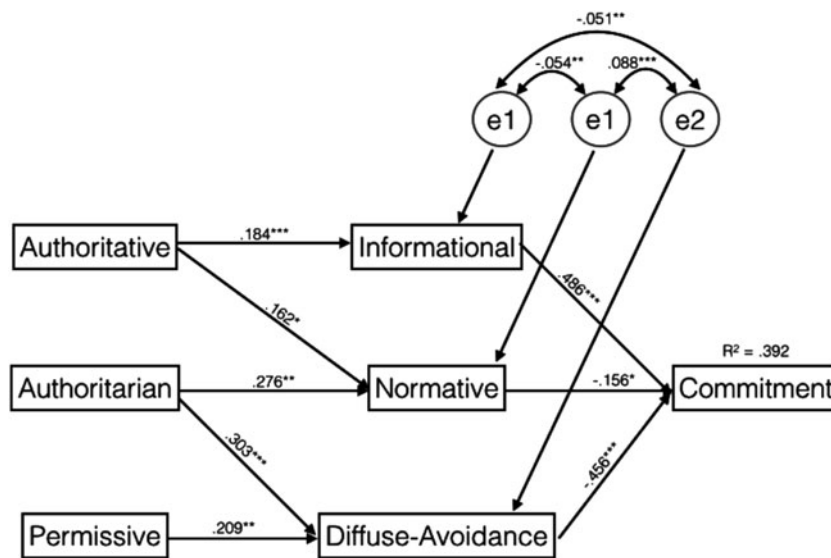 -.051**
-.054**
.088***
e1
e1
e2
Authoritative
.184***
Informational
.162*
.486***
R² = .392
Authoritarian
.276**
Normative
-.156*
Commitment
.303***
-.456***
Permissive
.209**
Diffuse-Avoidance